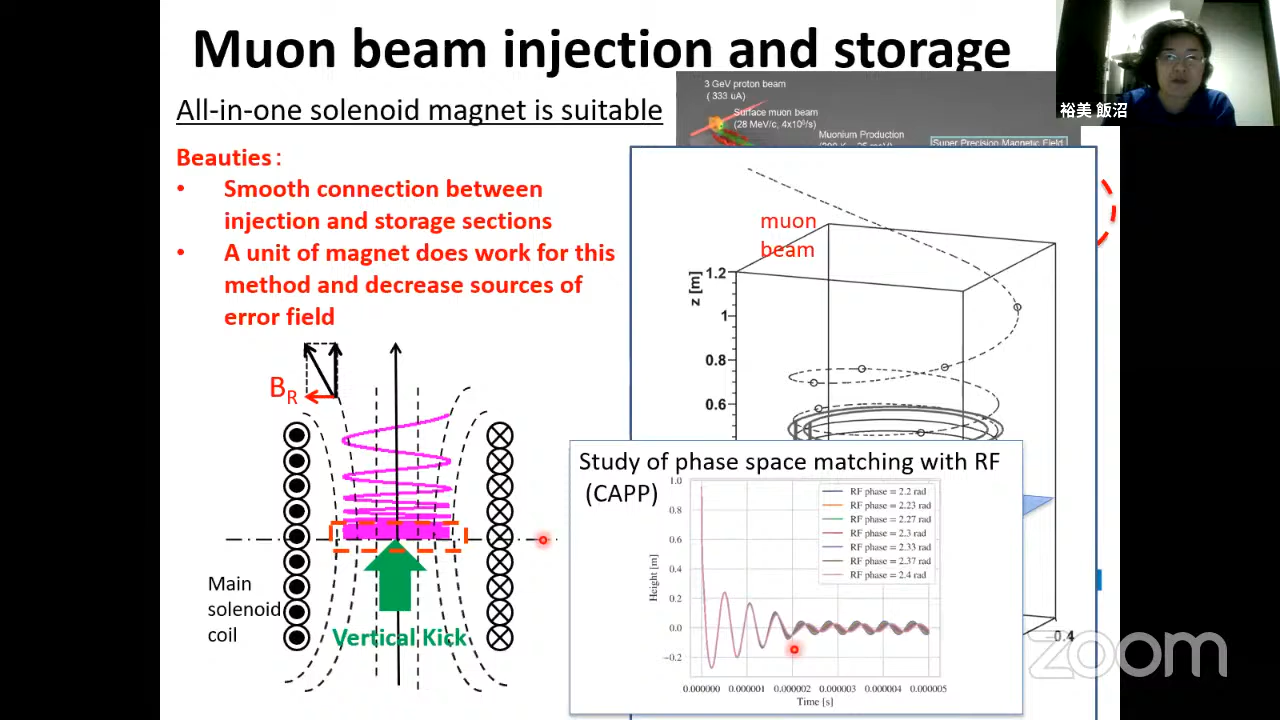 Muon beam injection and storage
All-in-one solenoid magnet is suitable
裕美 飯沼
3 GeV proton beam
( 333 uA)
Surface muon beam
Muonium Production
Super Precision Magnetic Field
Beauties :
• Smooth connection between
injection and storage sections
• A unit of magnet does work for this
method and decrease sources of
error field
muon
beam
z [m]
1.2
1
0.8
0.6
0.4
BR
Main
solenoid
coil
Vertical Kick
Study of phase space matching with RF
(CAPP)
RF phase = 2.2 rad
RF phase = 2.23 rad
RF phase = 2.27 rad
RF phase = 2.3 rad
RF phase = 2.33 rad
RF phase = 2.37 rad
RF phase = 2.4 rad
Height [m]
1.0
0.8
0.6
0.4
0.2
0.0
−0.2
0.000000 0.000001 0.000002 0.000003 0.000004 0.000005
Time [s]
zoom